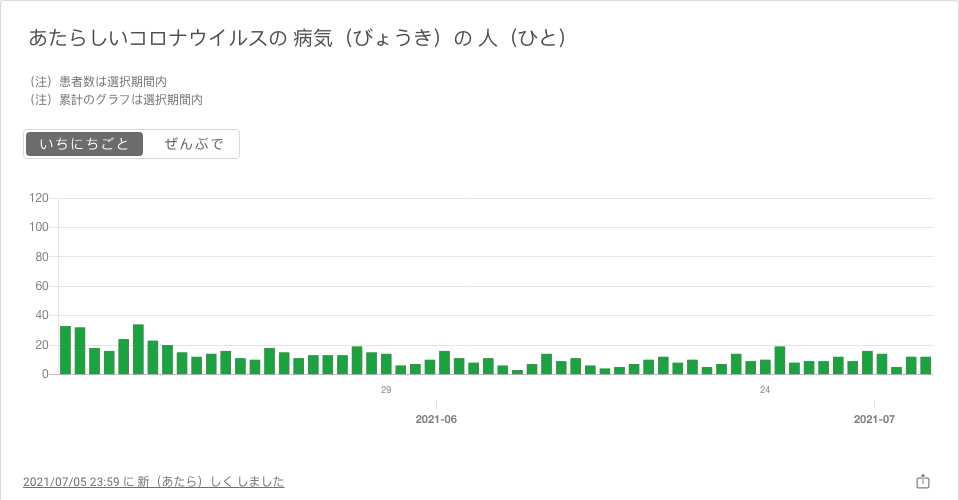 あたらしいコロナウイルスの 病気（びょうき）の 人（ひと）
（注）患者数は選択期間内
（注）累計のグラフは選択期間内
いちにちごと ぜんぶで
120
100
80
60
40
20
0
29 24
2021-06 2021-07
2021/07/05 23:59 に 新（あたら）しく しました